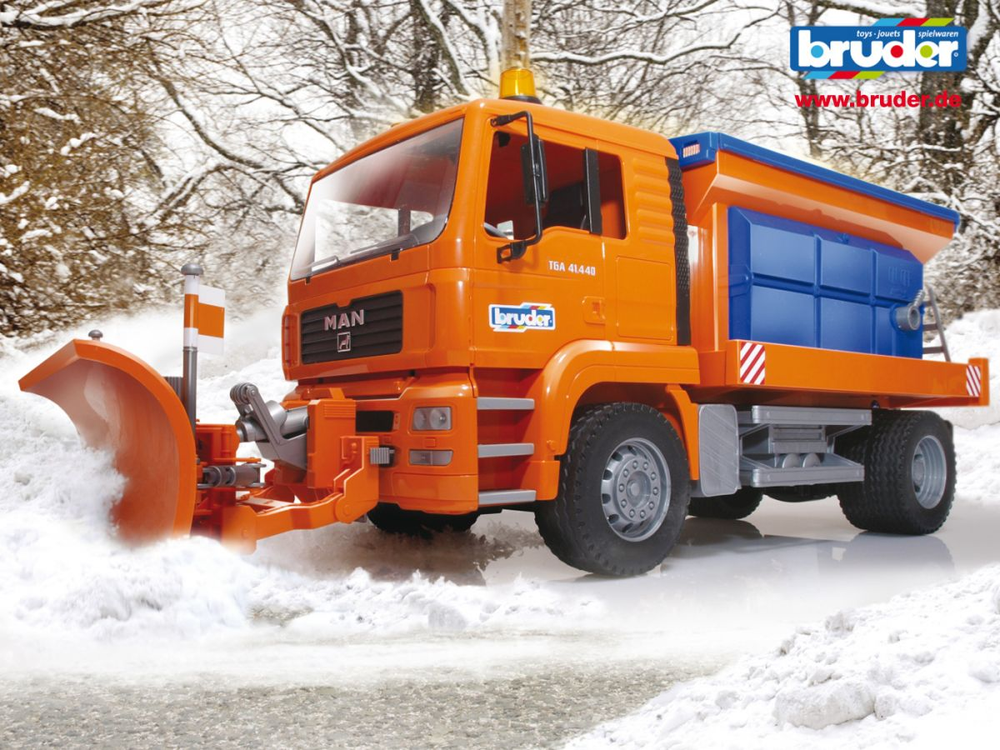 toys · jouets spielwaren
bruder
www.bruder.de
TGA 41.440
bruder
MAN